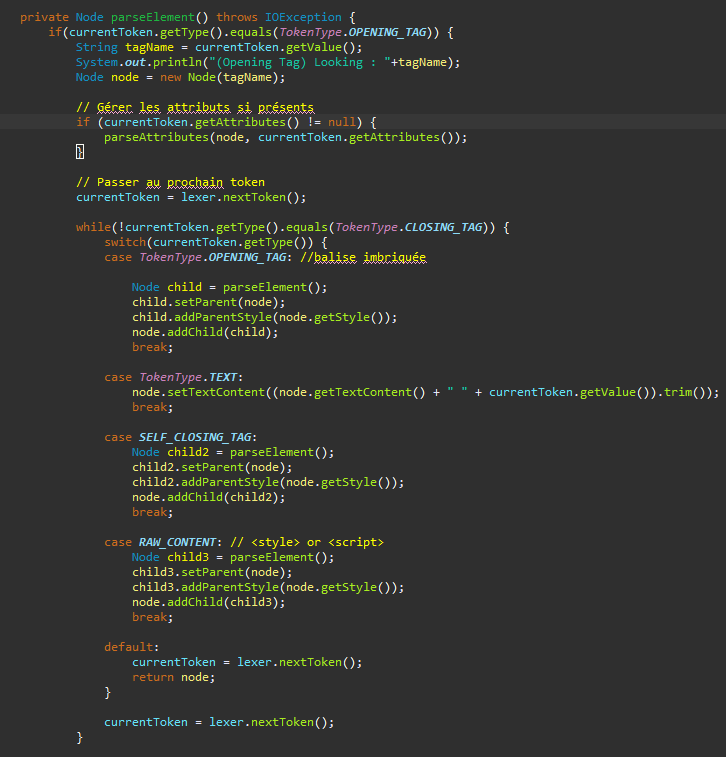 private Node parseElement() throws IOException {
    if(currentToken.getType().equals(TokenType.OPENING_TAG)) {
        String tagName = currentToken.getValue();
        System.out.println("(Opening Tag) Looking : "+tagName);
        Node node = new Node(tagName);

        // Gérer les attributs si présents
        if (currentToken.getAttributes() != null) {
            parseAttributes(node, currentToken.getAttributes());
        }

        // Passer au prochain token
        currentToken = lexer.nextToken();

        while(!currentToken.getType().equals(TokenType.CLOSING_TAG)) {
            switch(currentToken.getType()) {
            case TokenType.OPENING_TAG: //balise imbriquée

                Node child = parseElement();
                child.setParent(node);
                child.addParentStyle(node.getStyle());
                node.addChild(child);
                break;

            case TokenType.TEXT:
                node.setTextContent((node.getTextContent() + " " + currentToken.getValue()).trim());
                break;

            case SELF_CLOSING_TAG:
                Node child2 = parseElement();
                child2.setParent(node);
                child2.addParentStyle(node.getStyle());
                node.addChild(child2);
                break;

            case RAW_CONTENT: // <style> or <script>
                Node child3 = parseElement();
                child3.setParent(node);
                child3.addParentStyle(node.getStyle());
                node.addChild(child3);
                break;

            default:
                currentToken = lexer.nextToken();
                return node;
            }

            currentToken = lexer.nextToken();
        }